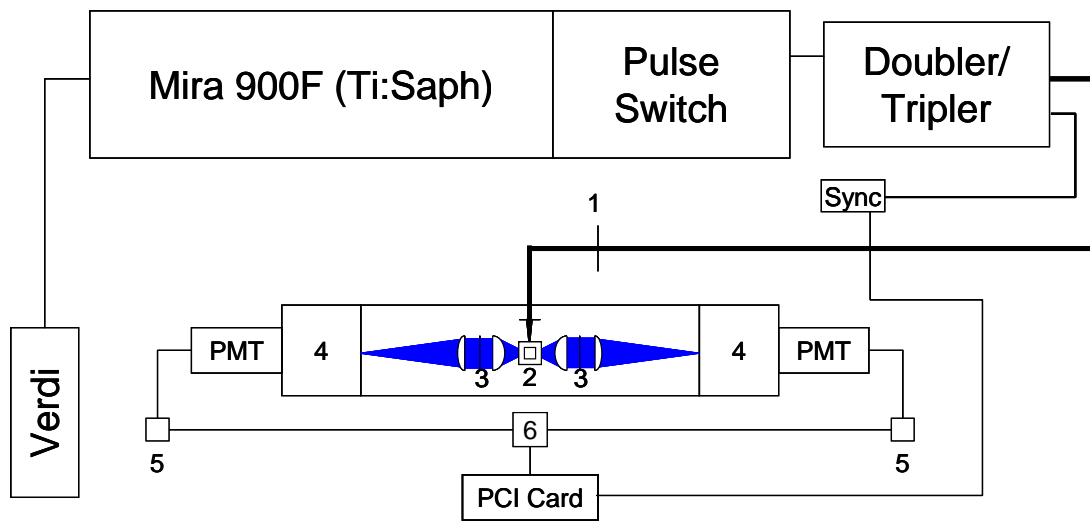 Mira 900F (Ti:Saph)
Pulse
Switch
Doubler/
Tripler
Sync
1
Verdi
PMT
4
3
2
3
4
PMT
5
6
5
PCI Card